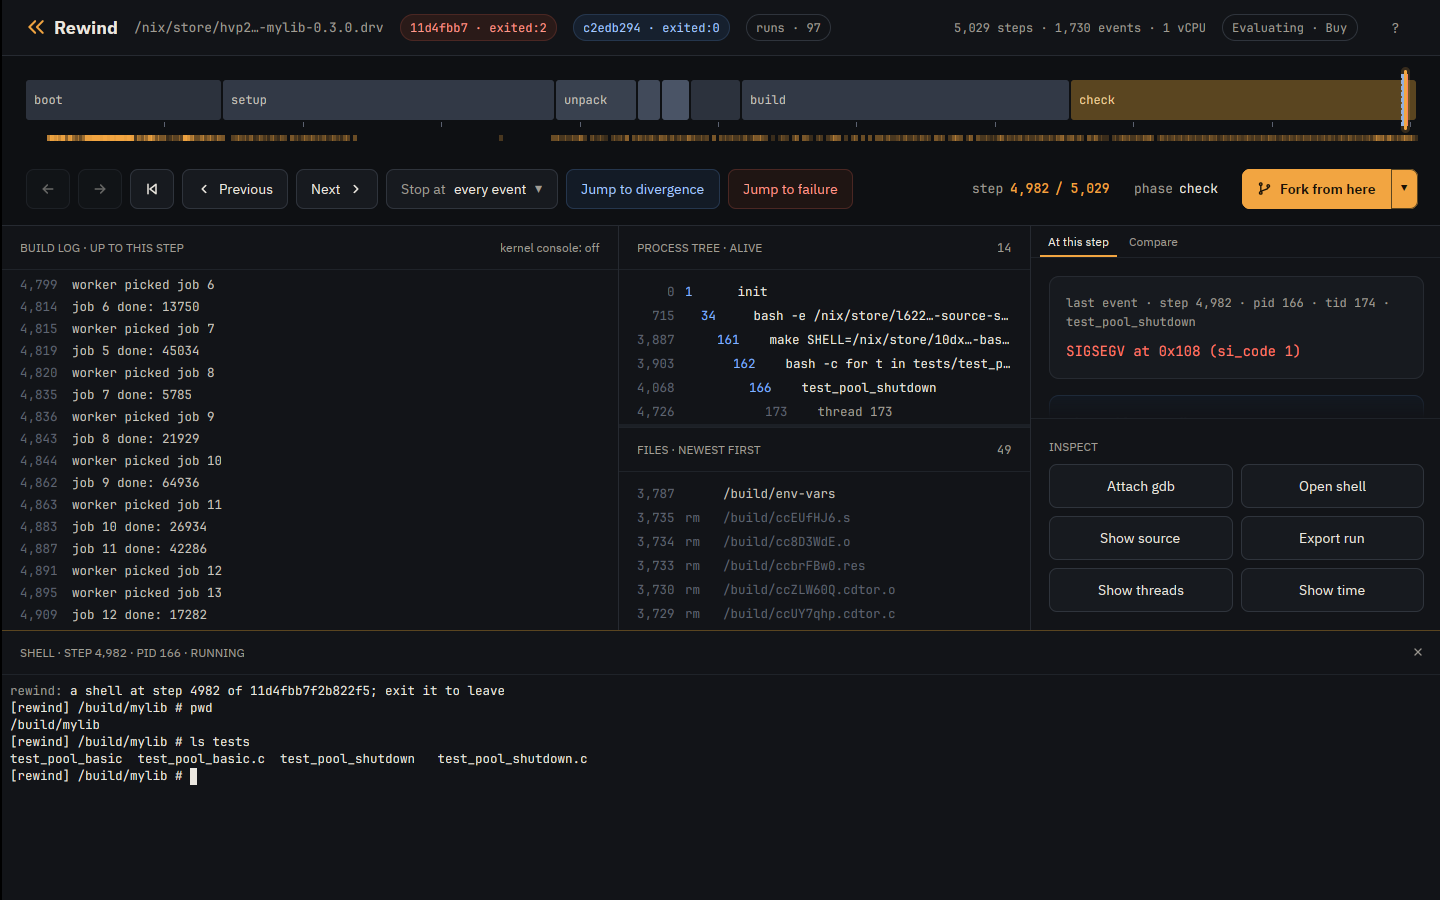 Rewind
/nix/store/hvp2…-mylib-0.3.0.drv
11d4fbb7 · exited:2
c2edb294 · exited:0
runs · 97
5,029 steps · 1,730 events · 1 vCPU
Evaluating · Buy
?
boot
setup
unpack
build
check
Previous
Next
Stop at every event
Jump to divergence
Jump to failure
step 4,982 / 5,029
phase check
Fork from here
BUILD LOG · UP TO THIS STEP
kernel console: off
4,799 worker picked job 6
4,814 job 6 done: 13750
4,815 worker picked job 7
4,819 job 5 done: 45034
4,820 worker picked job 8
4,835 job 7 done: 5785
4,836 worker picked job 9
4,843 job 8 done: 21929
4,844 worker picked job 10
4,862 job 9 done: 64936
4,863 worker picked job 11
4,883 job 10 done: 26934
4,887 job 11 done: 42286
4,891 worker picked job 12
4,895 worker picked job 13
4,909 job 12 done: 17282
PROCESS TREE · ALIVE
14
0 1 init
715 34 bash -e /nix/store/l622…-source-s…
3,887 161 make SHELL=/nix/store/10dx…-bas…
3,903 162 bash -c for t in tests/test_p…
4,068 166 test_pool_shutdown
4,726 173 thread 173
FILES · NEWEST FIRST
49
3,787 /build/env-vars
3,735 rm /build/ccEUfHJ6.s
3,734 rm /build/cc8D3WdE.o
3,733 rm /build/ccbrFBw0.res
3,730 rm /build/ccZLW60Q.cdtor.o
3,729 rm /build/ccUY7qhp.cdtor.c
At this step
Compare
last event · step 4,982 · pid 166 · tid 174 ·
test_pool_shutdown
SIGSEGV at 0x108 (si_code 1)
INSPECT
Attach gdb
Open shell
Show source
Export run
Show threads
Show time
SHELL · STEP 4,982 · PID 166 · RUNNING
rewind: a shell at step 4982 of 11d4fbb7f2b822f5; exit it to leave
[rewind] /build/mylib # pwd
/build/mylib
[rewind] /build/mylib # ls tests
test_pool_basic test_pool_basic.c test_pool_shutdown test_pool_shutdown.c
[rewind] /build/mylib #